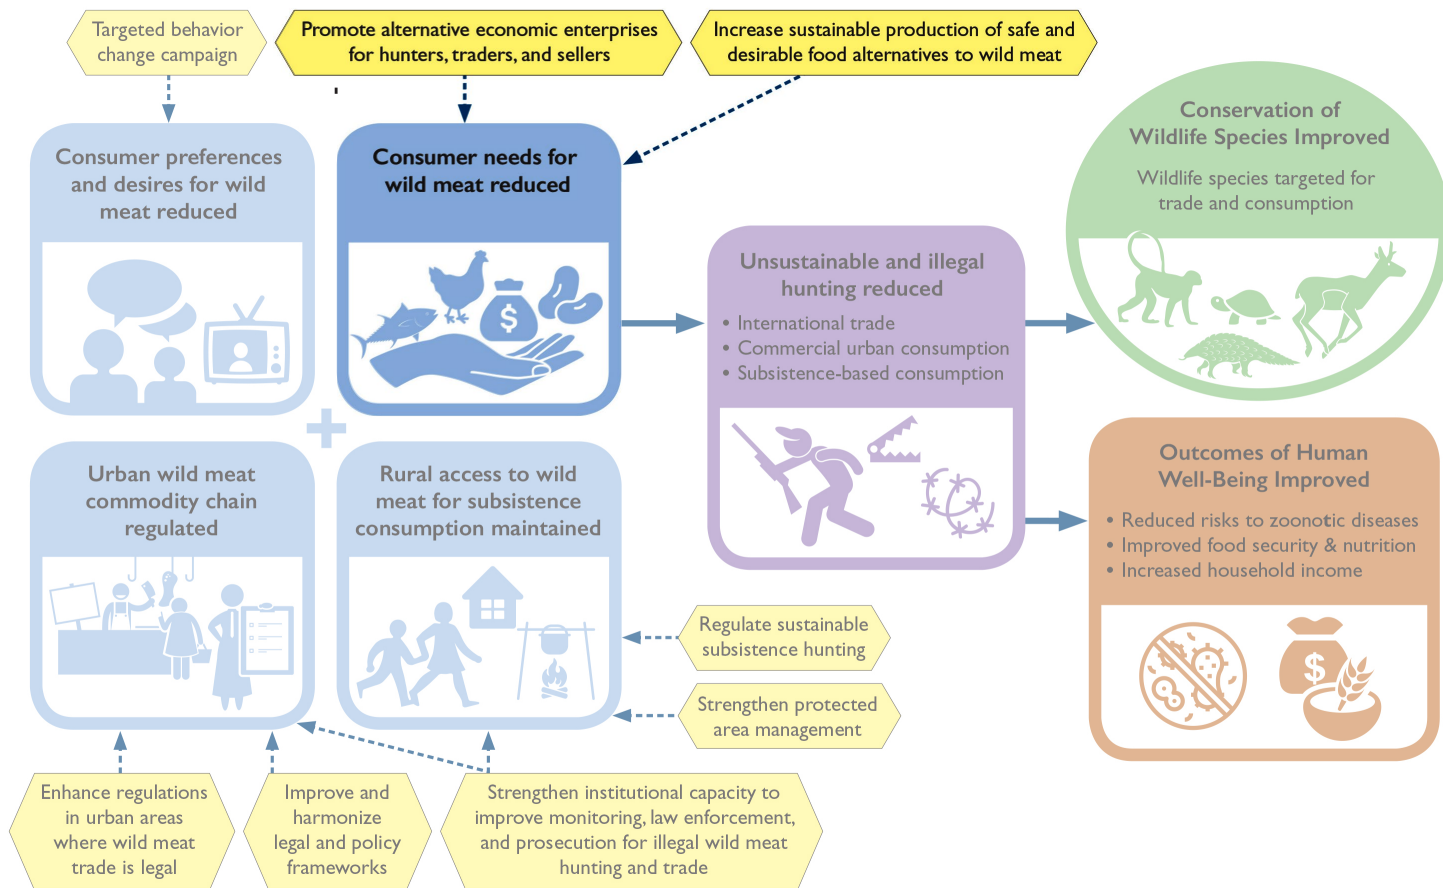 Targeted behavior
change campaign
Promote alternative economic enterprises
for hunters, traders, and sellers
Increase sustainable production of safe and
desirable food alternatives to wild meat
Consumer preferences
and desires for wild
meat reduced
Consumer needs for
wild meat reduced
$
Urban wild meat
commodity chain
regulated
Rural access to wild
meat for subsistence
consumption maintained
Unsustainable and illegal
hunting reduced
• International trade
• Commercial urban consumption
• Subsistence-based consumption
Conservation of
Wildlife Species Improved
Wildlife species targeted for
trade and consumption
Outcomes of Human
Well-Being Improved
• Reduced risks to zoonotic diseases
• Improved food security & nutrition
• Increased household income
$
Regulate sustainable
subsistence hunting
Strengthen protected
area management
Enhance regulations
in urban areas
where wild meat
trade is legal
Improve and
harmonize
legal and policy
frameworks
Strengthen institutional capacity to
improve monitoring, law enforcement,
and prosecution for illegal wild meat
hunting and trade